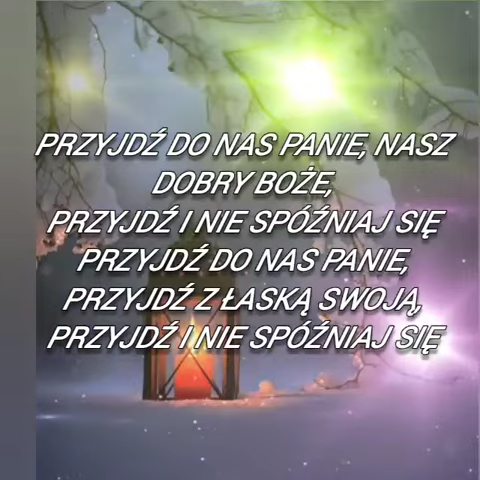 PRZYJDŹ DO NAS PANIE, NASZ
DOBRY BOŻE,
PRZYJDŹ I NIE SPÓŹNIAJ SIĘ
PRZYJDŹ DO NAS PANIE,
PRZYJDŹ Z ŁASKĄ SWOJĄ,
PRZYJDŹ I NIE SPÓŹNIAJ SIĘ